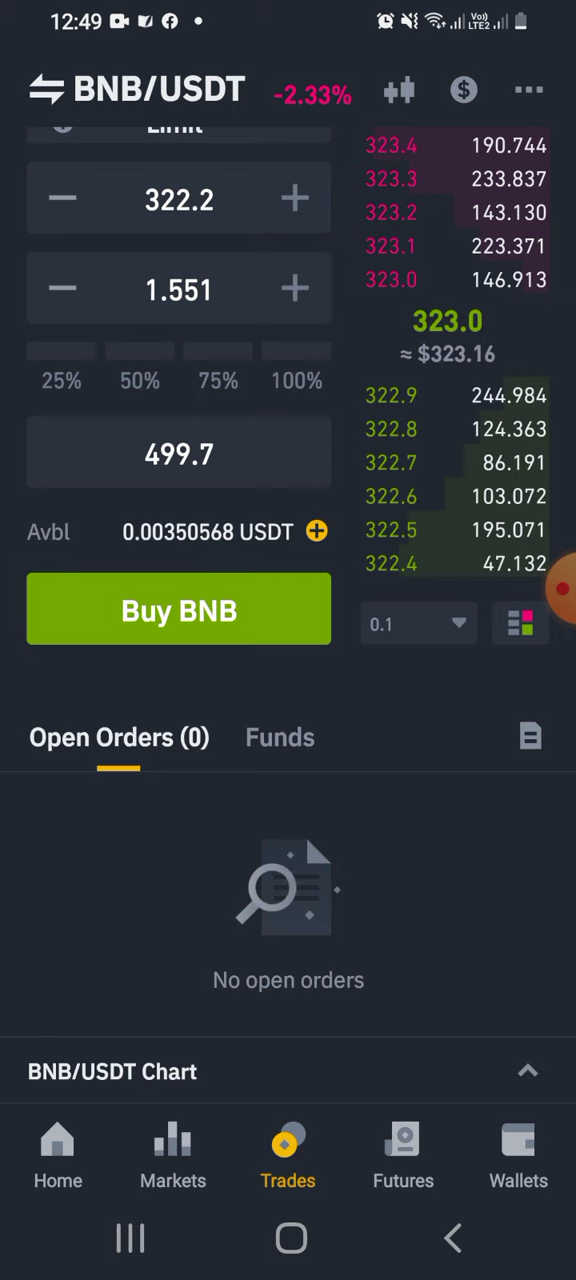 12:49
Vo)) LTE2
BNB/USDT -2.33%
Limit
322.2
1.551
25% 50% 75% 100%
499.7
Avbl 0.00350568 USDT
Buy BNB
323.4 190.744
323.3 233.837
323.2 143.130
323.1 223.371
323.0 146.913
323.0
≈ $323.16
322.9 244.984
322.8 124.363
322.7 86.191
322.6 103.072
322.5 195.071
322.4 47.132
0.1
Open Orders (0) Funds
No open orders
BNB/USDT Chart
Home Markets Trades Futures Wallets